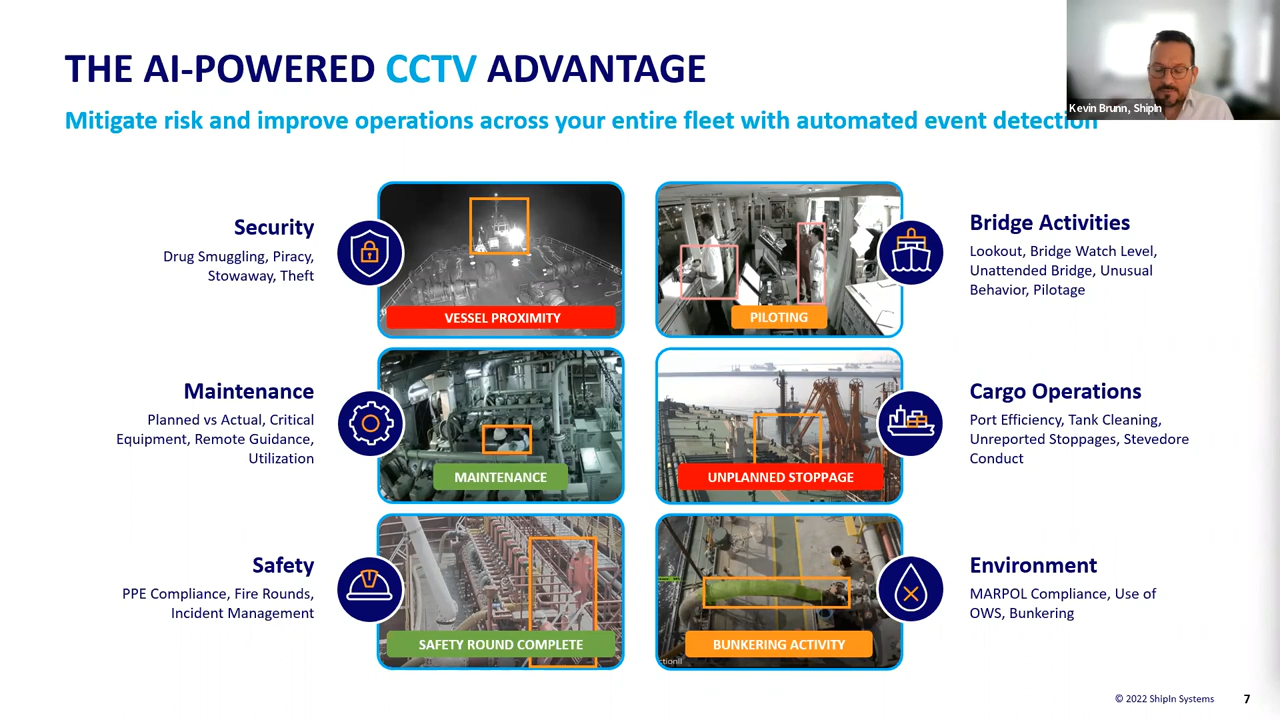 THE AI-POWERED CCTV ADVANTAGE
Mitigate risk and improve operations across your entire fleet with automated event detection
Kevin Brunn, ShipIn
Security
Drug Smuggling, Piracy,
Stowaway, Theft
VESSEL PROXIMITY
PILOTING
Bridge Activities
Lookout, Bridge Watch Level,
Unattended Bridge, Unusual
Behavior, Pilotage
Maintenance
Planned vs Actual, Critical
Equipment, Remote Guidance,
Utilization
MAINTENANCE
UNPLANNED STOPPAGE
Cargo Operations
Port Efficiency, Tank Cleaning,
Unreported Stoppages, Stevedore
Conduct
Safety
PPE Compliance, Fire Rounds,
Incident Management
SAFETY ROUND COMPLETE
BUNKERING ACTIVITY
Environment
MARPOL Compliance, Use of
OWS, Bunkering
© 2022 ShipIn Systems
7